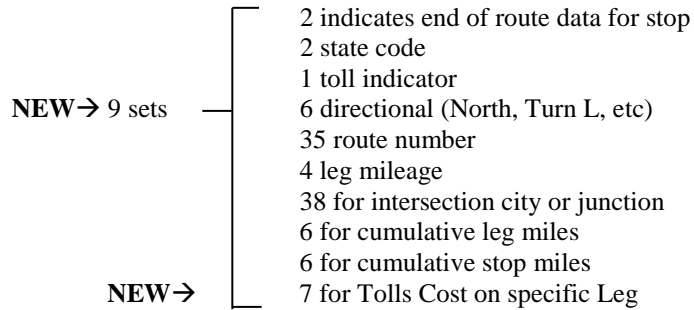 2 indicates end of route data for stop
2 state code
1 toll indicator
NEW→ 9 sets 6 directional (North, Turn L, etc)
35 route number
4 leg mileage
38 for intersection city or junction
6 for cumulative leg miles
6 for cumulative stop miles
NEW→ 7 for Tolls Cost on specific Leg